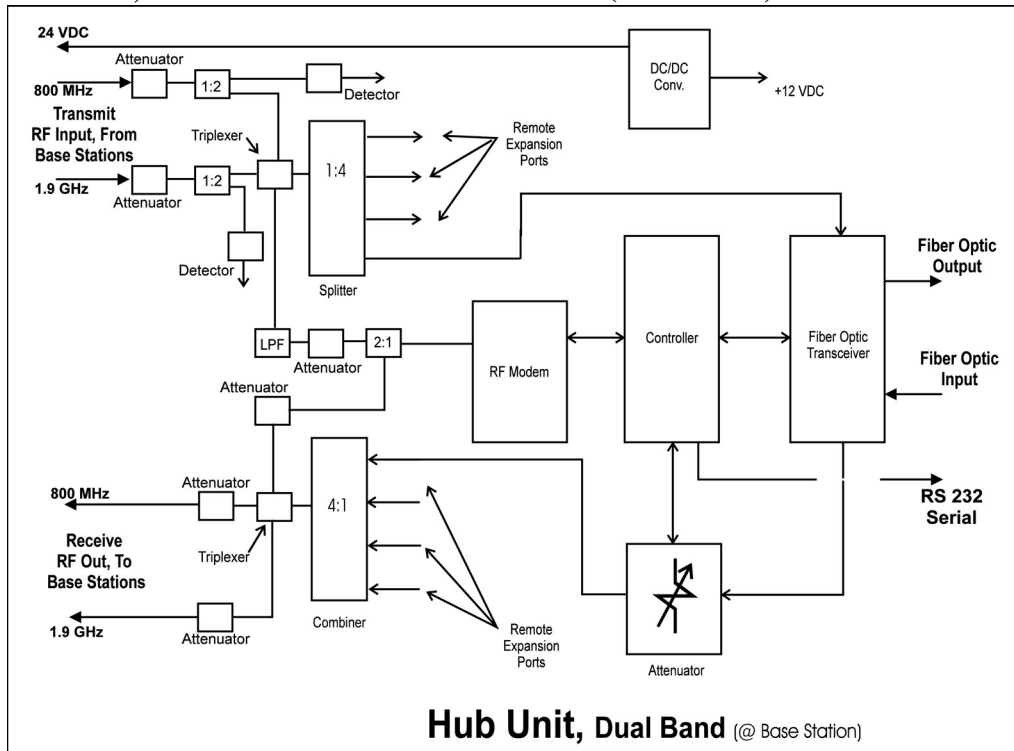 24 VDC
Attenuator
800 MHz
1:2
Detector
DC/DC
Conv.
+12 VDC
Transmit
RF Input, From
Base Stations
Triplexer
1:4
Remote
Expansion
Ports
1.9 GHz
Attenuator
1:2
Detector
Splitter
Fiber Optic
Output
LPF
Attenuator
2:1
RF Modem
Controller
Fiber Optic
Transceiver
Fiber Optic
Input
Attenuator
800 MHz
Attenuator
4:1
RS 232
Serial
Receive
RF Out, To
Base Stations
Triplexer
1.9 GHz
Attenuator
Combiner
Remote
Expansion
Ports
Attenuator
Hub Unit, Dual Band (@ Base Station)